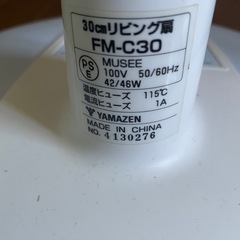 30cmリビング扇
FM-C30
MUSEE
PSE
100V 50/60Hz
42/46W
温度ヒューズ 115℃
電流ヒューズ 1A
YAMAZEN
MADE IN CHINA
NO. 4130276